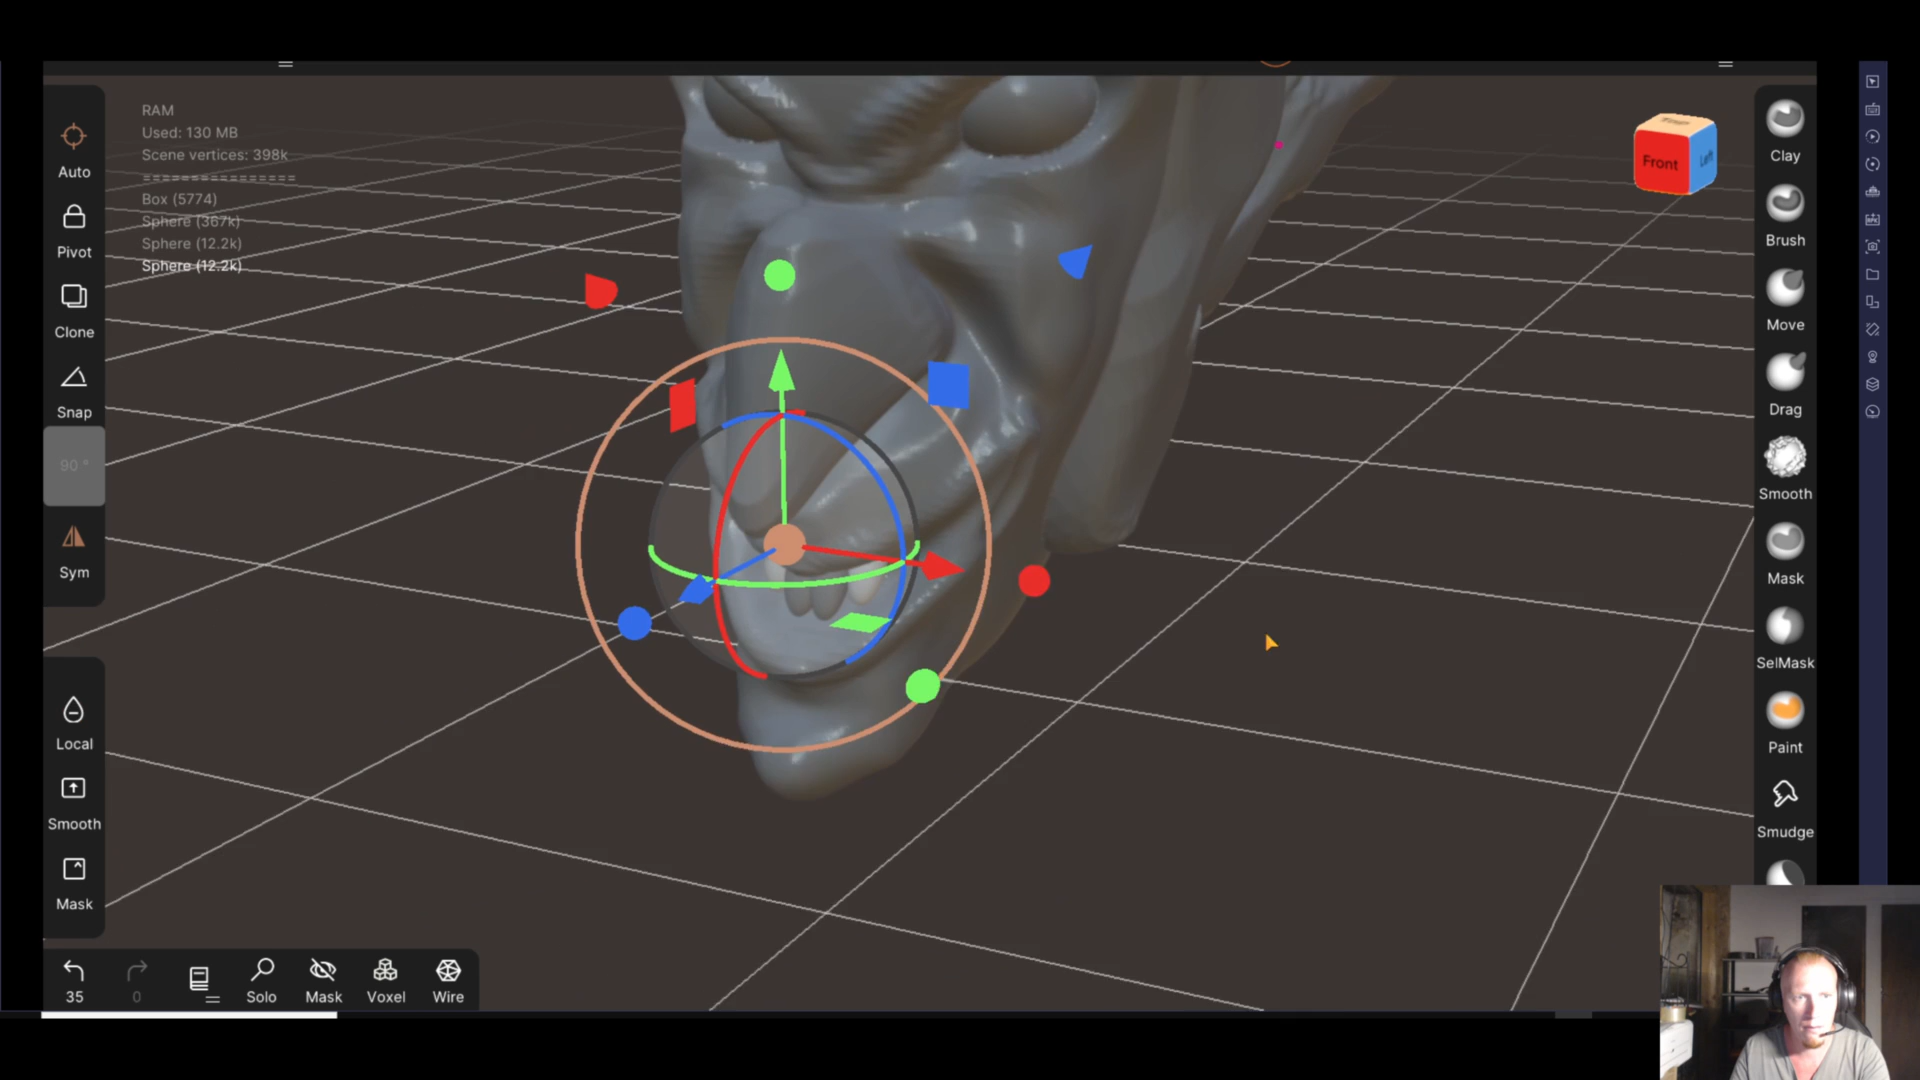 RAM
Used: 130 MB
Scene vertices: 398k
================
Box (5774)
Sphere (367k)
Sphere (12.2k)
Sphere (12.2k)
Auto
Pivot
Clone
Snap
90 °
Sym
Local
Smooth
Mask
35
0
Solo
Mask
Voxel
Wire
Front
Left
Clay
Brush
Move
Drag
Smooth
Mask
SelMask
Paint
Smudge